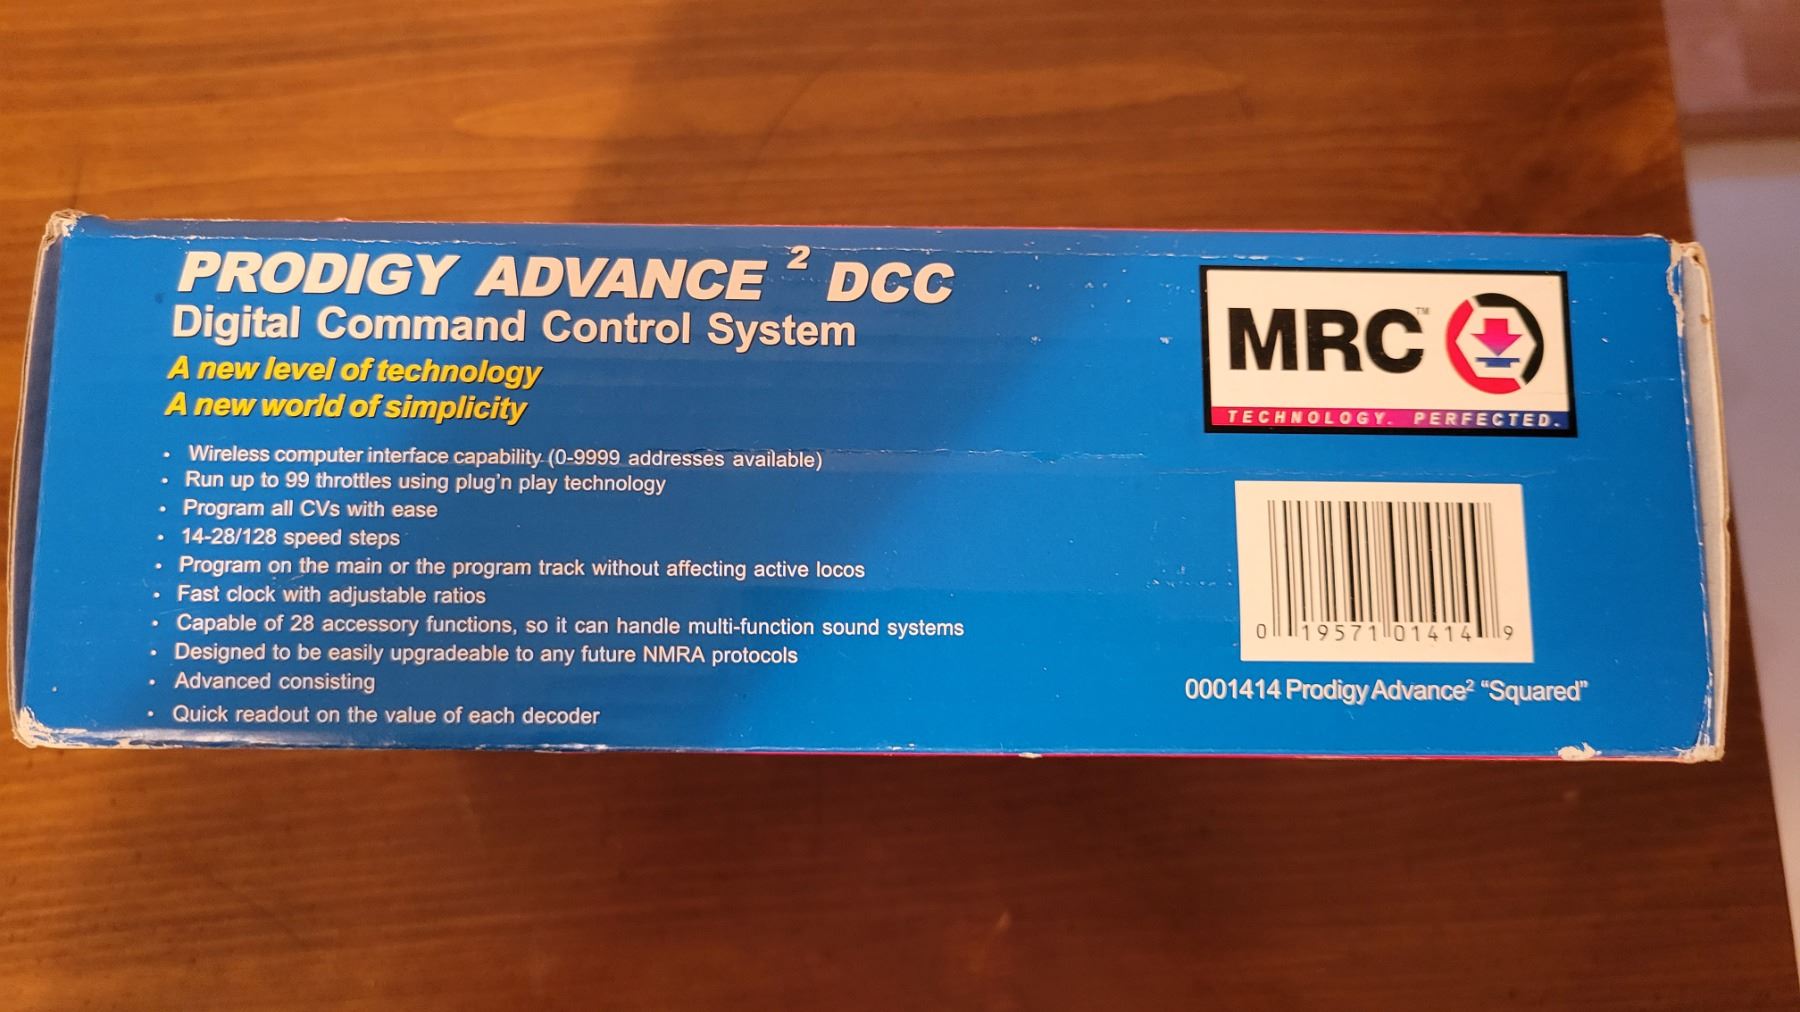 PRODIGY ADVANCE ² DCC
Digital Command Control System
A new level of technology
A new world of simplicity
• Wireless computer interface capability (0-9999 addresses available)
• Run up to 99 throttles using plug'n play technology
• Program all CVs with ease
• 14-28/128 speed steps
• Program on the main or the program track without affecting active locos
• Fast clock with adjustable ratios
• Capable of 28 accessory functions, so it can handle multi-function sound systems
• Designed to be easily upgradeable to any future NMRA protocols
• Advanced consisting
• Quick readout on the value of each decoder
MRC™
TECHNOLOGY. PERFECTED.
0 19571 01414 9
0001414 Prodigy Advance² “Squared”